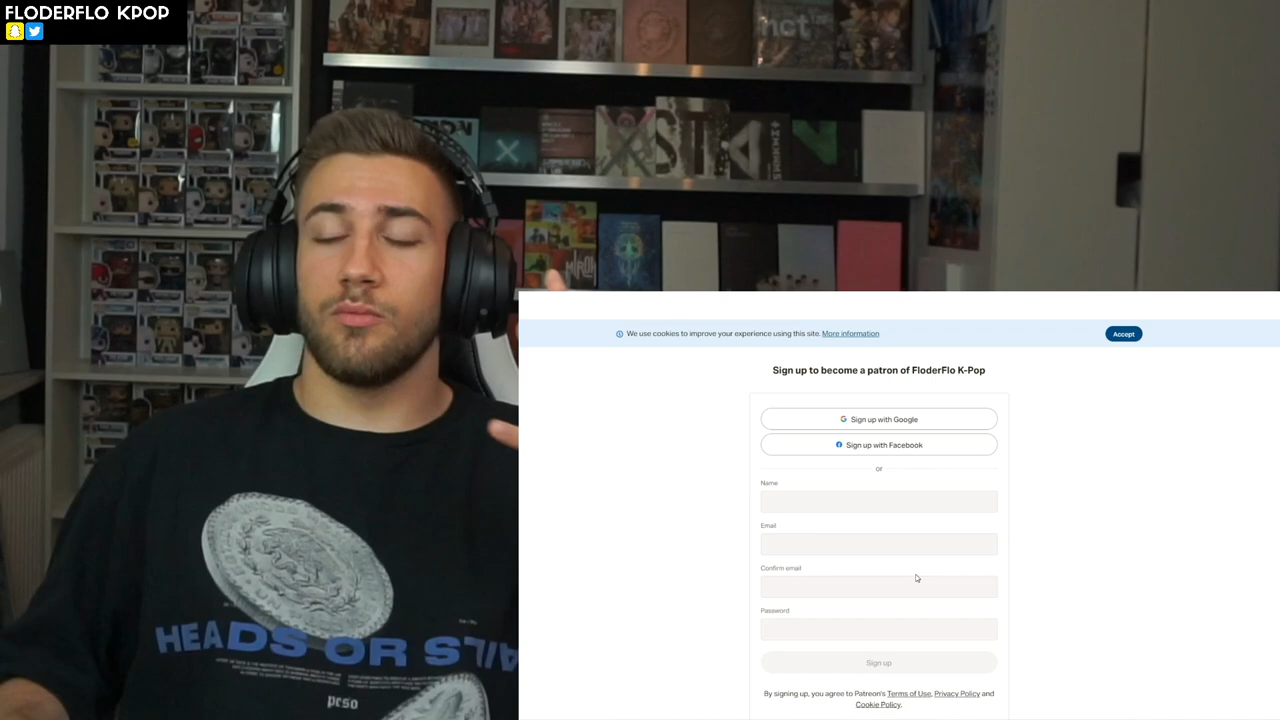 FLODERFLO KPOP
nct
X
STK
We use cookies to improve your experience using this site. More information
Accept
Sign up to become a patron of FloderFlo K-Pop
Sign up with Google
Sign up with Facebook
or
Name
Email
Confirm email
Password
Sign up
By signing up, you agree to Patreon's Terms of Use, Privacy Policy and
Cookie Policy.
HEADS OR
peso